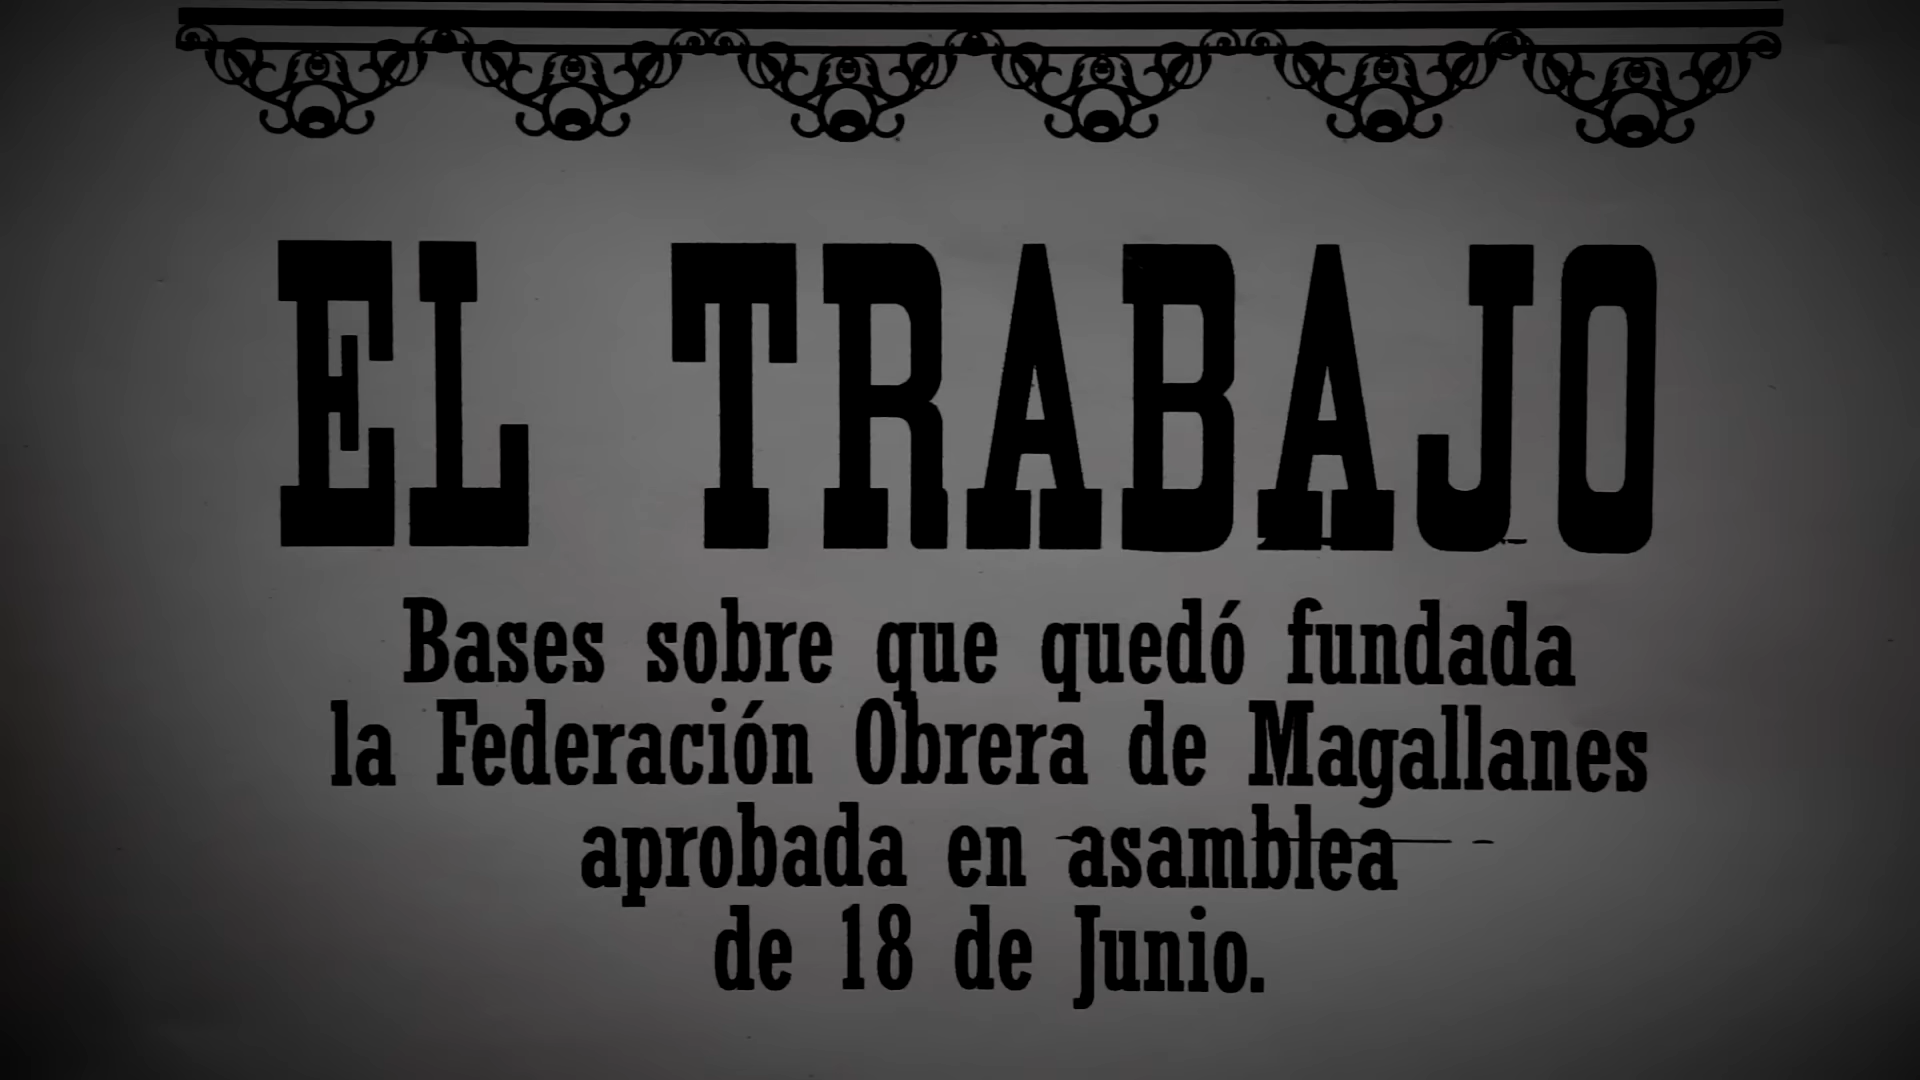 EL TRABAJO
Bases sobre que quedó fundada
la Federación Obrera de Magallanes
aprobada en asamblea
de 18 de Junio.